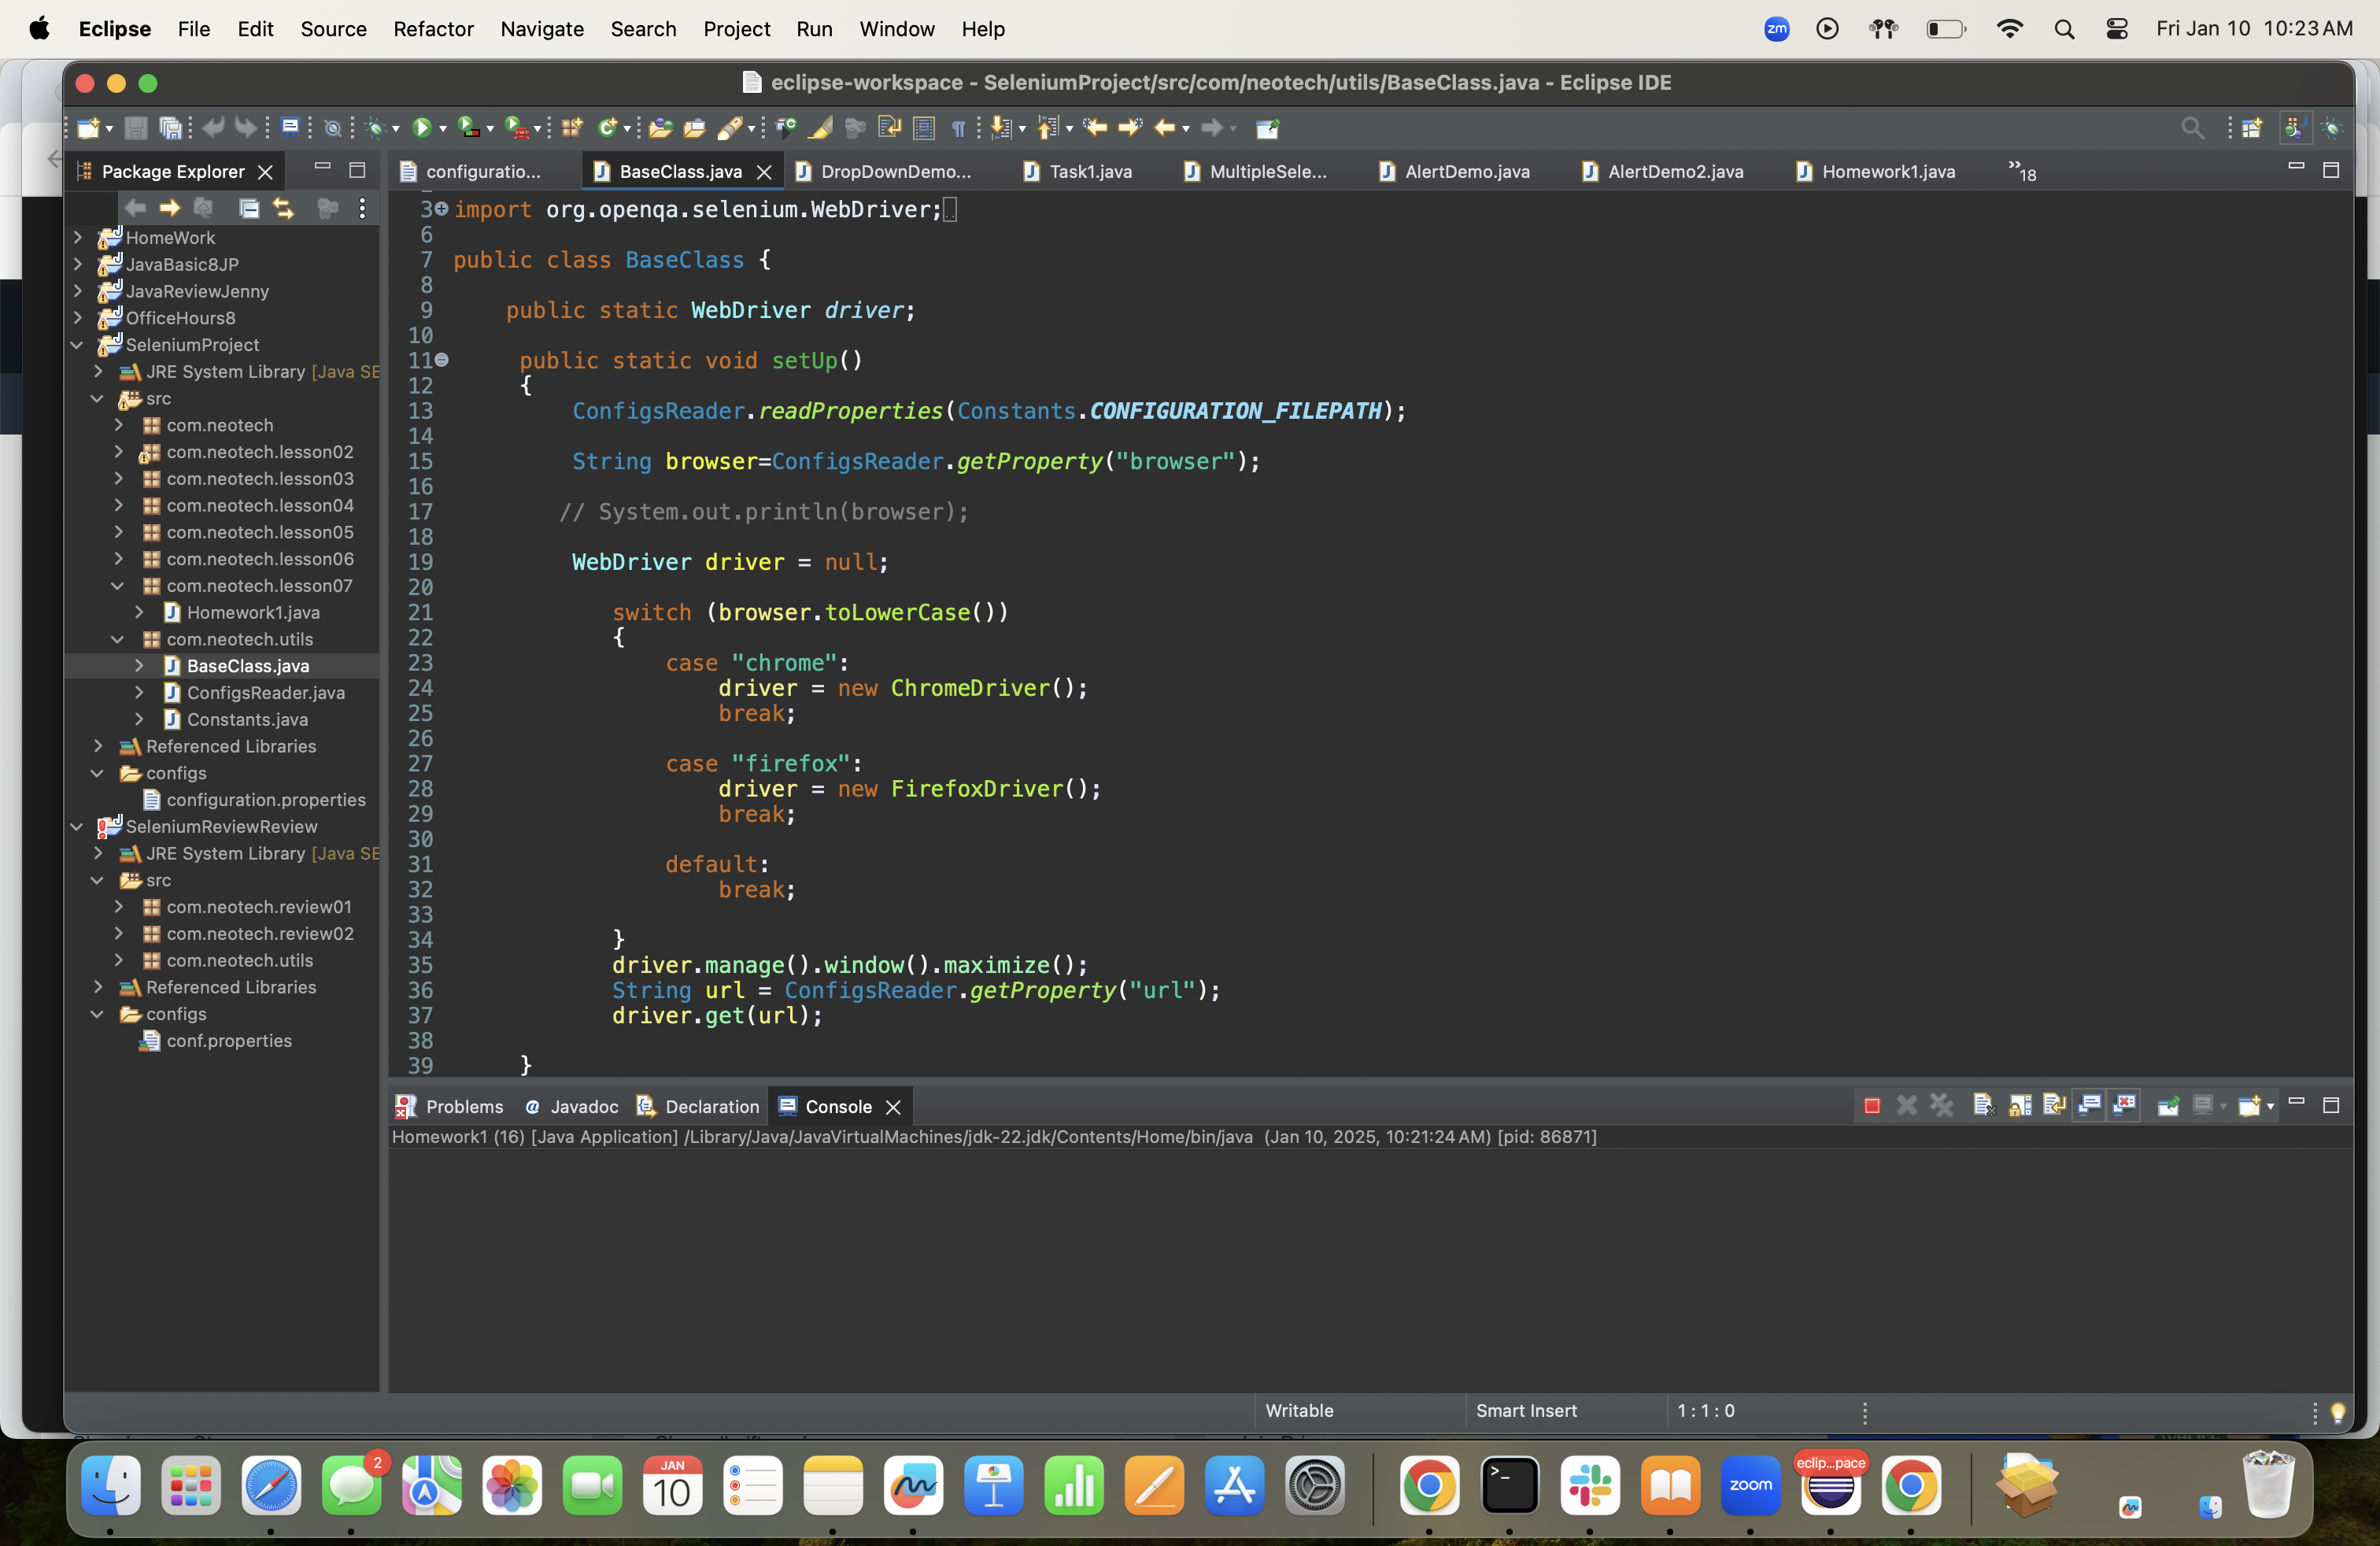 Eclipse File Edit Source Refactor Navigate Search Project Run Window Help
zm Fri Jan 10 10:23 AM
eclipse-workspace - SeleniumProject/src/com/neotech/utils/BaseClass.java - Eclipse IDE
Package Explorer
configuratio... BaseClass.java DropDownDemo... Task1.java MultipleSele... AlertDemo.java AlertDemo2.java Homework1.java »18
HomeWork
JavaBasic8JP
JavaReviewJenny
OfficeHours8
SeleniumProject
JRE System Library [Java SE
src
com.neotech
com.neotech.lesson02
com.neotech.lesson03
com.neotech.lesson04
com.neotech.lesson05
com.neotech.lesson06
com.neotech.lesson07
Homework1.java
com.neotech.utils
BaseClass.java
ConfigsReader.java
Constants.java
Referenced Libraries
configs
configuration.properties
SeleniumReviewReview
JRE System Library [Java SE
src
com.neotech.review01
com.neotech.review02
com.neotech.utils
Referenced Libraries
configs
conf.properties
3 import org.openqa.selenium.WebDriver;
6
7 public class BaseClass {
8
9 public static WebDriver driver;
10
11 public static void setUp()
12 {
13 ConfigsReader.readProperties(Constants.CONFIGURATION_FILEPATH);
14
15 String browser=ConfigsReader.getProperty("browser");
16
17 // System.out.println(browser);
18
19 WebDriver driver = null;
20
21 switch (browser.toLowerCase())
22 {
23 case "chrome":
24 driver = new ChromeDriver();
25 break;
26
27 case "firefox":
28 driver = new FirefoxDriver();
29 break;
30
31 default:
32 break;
33
34 }
35 driver.manage().window().maximize();
36 String url = ConfigsReader.getProperty("url");
37 driver.get(url);
38
39 }
Problems Javadoc Declaration Console
Homework1 (16) [Java Application] /Library/Java/JavaVirtualMachines/jdk-22.jdk/Contents/Home/bin/java (Jan 10, 2025, 10:21:24 AM) [pid: 86871]
Writable Smart Insert 1 : 1 : 0
2
JAN
10
zoom
eclip...pace